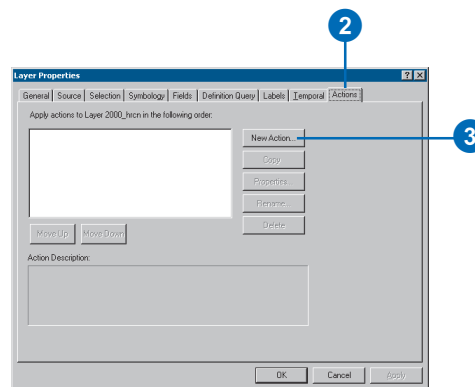 2
Layer Properties
General Source Selection Symbology Fields Definition Query Labels Temporal Actions
Apply actions to Layer 2000_hrcn in the following order:
New Action...
3
Copy
Properties...
Rename...
Delete
Move Up Move Down
Action Description:
OK Cancel Apply